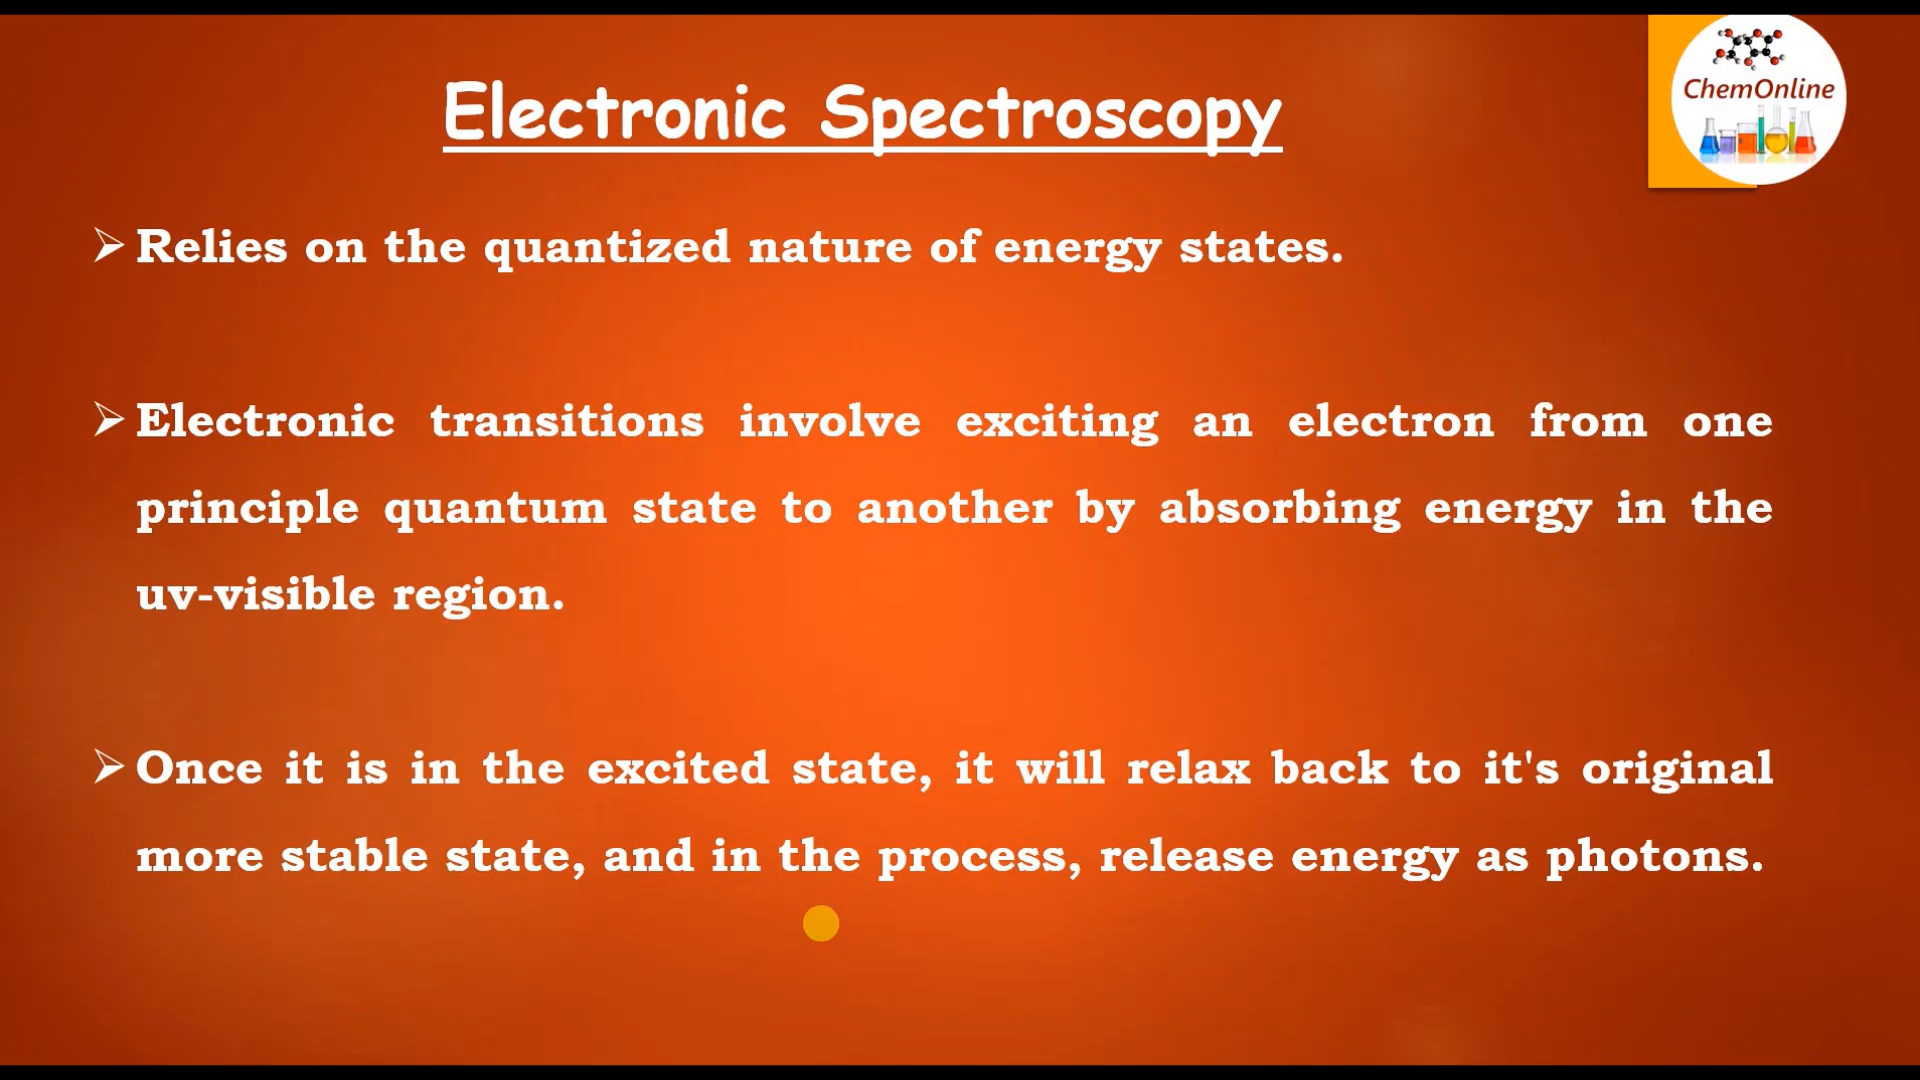 Electronic Spectroscopy
ChemOnline
➢ Relies on the quantized nature of energy states.
➢ Electronic transitions involve exciting an electron from one
principle quantum state to another by absorbing energy in the
uv-visible region.
➢ Once it is in the excited state, it will relax back to it's original
more stable state, and in the process, release energy as photons.